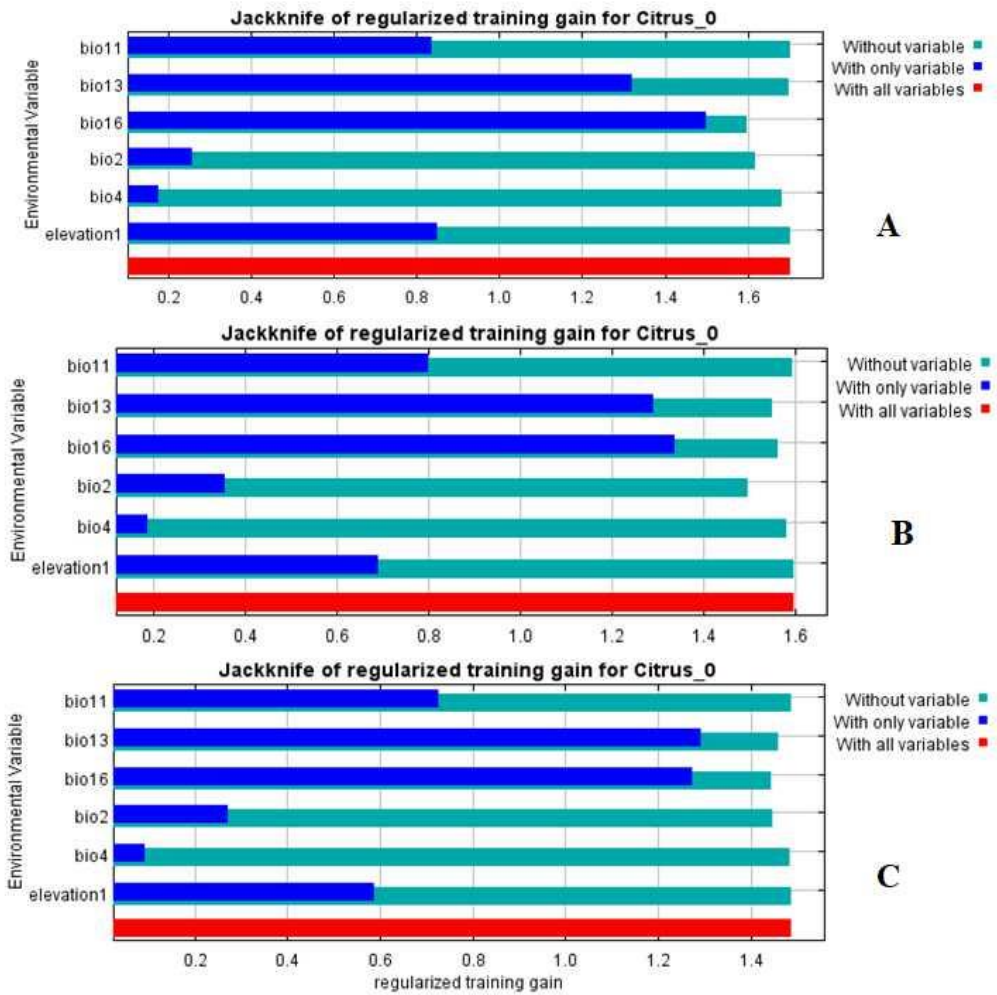 Jackknife of regularized training gain for Citrus_0
Environmental Variable
bio11
bio13
bio16
bio2
bio4
elevation1
Without variable
With only variable
With all variables
A
0.2 0.4 0.6 0.8 1.0 1.2 1.4 1.6
Jackknife of regularized training gain for Citrus_0
Environmental Variable
bio11
bio13
bio16
bio2
bio4
elevation1
Without variable
With only variable
With all variables
B
0.2 0.4 0.6 0.8 1.0 1.2 1.4 1.6
Jackknife of regularized training gain for Citrus_0
Environmental Variable
bio11
bio13
bio16
bio2
bio4
elevation1
Without variable
With only variable
With all variables
C
0.2 0.4 0.6 0.8 1.0 1.2 1.4
regularized training gain